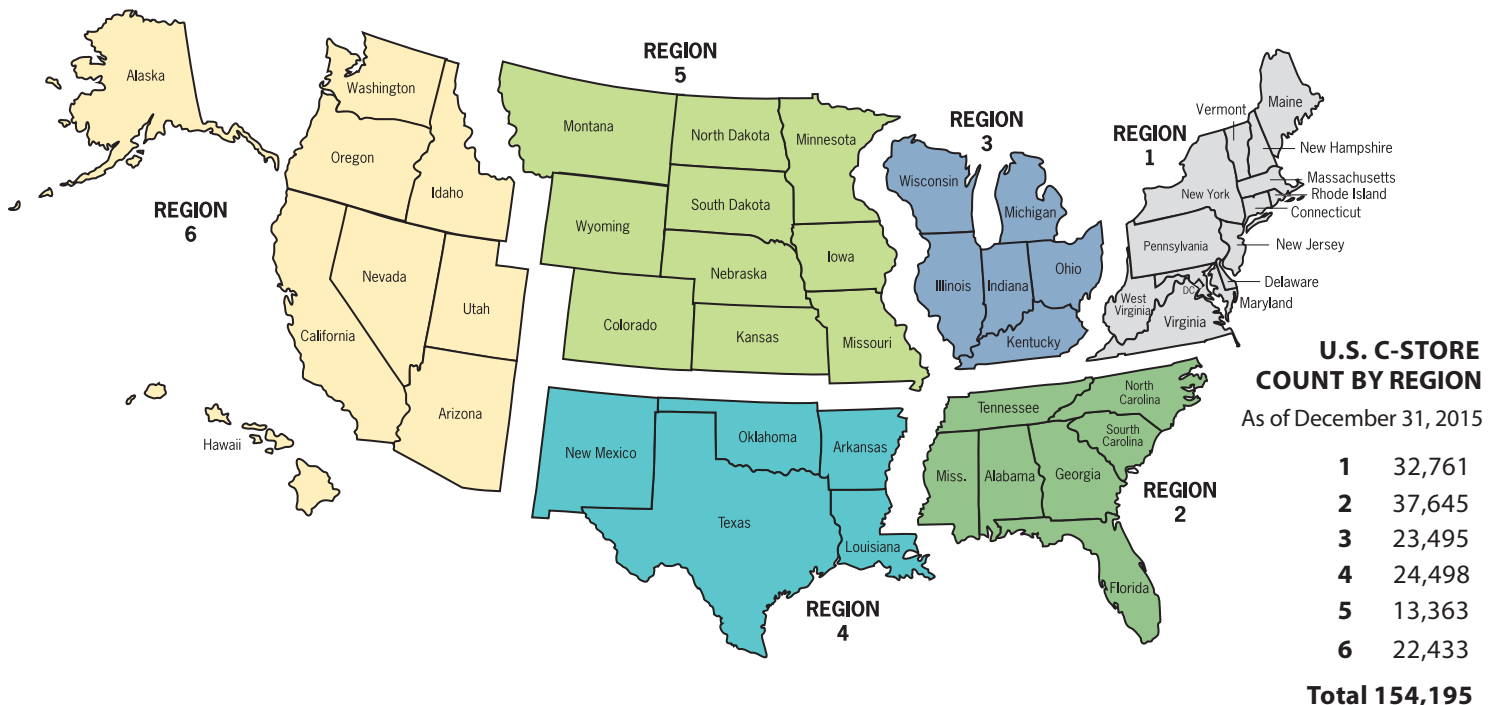 Alaska
Washington
Oregon
Idaho
REGION
6
Nevada
Utah
California
Arizona
Hawaii
REGION
5
Montana
North Dakota
Minnesota
South Dakota
Wyoming
Nebraska
Iowa
Colorado
Kansas
Missouri
REGION
3
Wisconsin
Michigan
Illinois
Indiana
Ohio
Kentucky
REGION
1
Maine
Vermont
New Hampshire
Massachusetts
Rhode Island
Connecticut
New York
Pennsylvania
New Jersey
Delaware
Maryland
DC
West
Virginia
Virginia
New Mexico
Oklahoma
Arkansas
Texas
Louisiana
REGION
4
Tennessee
North
Carolina
Sourth
Carolina
Miss.
Alabama
Georgia
Florida
REGION
2
U.S. C-STORE
COUNT BY REGION
As of December 31, 2015
1 32,761
2 37,645
3 23,495
4 24,498
5 13,363
6 22,433
Total 154,195